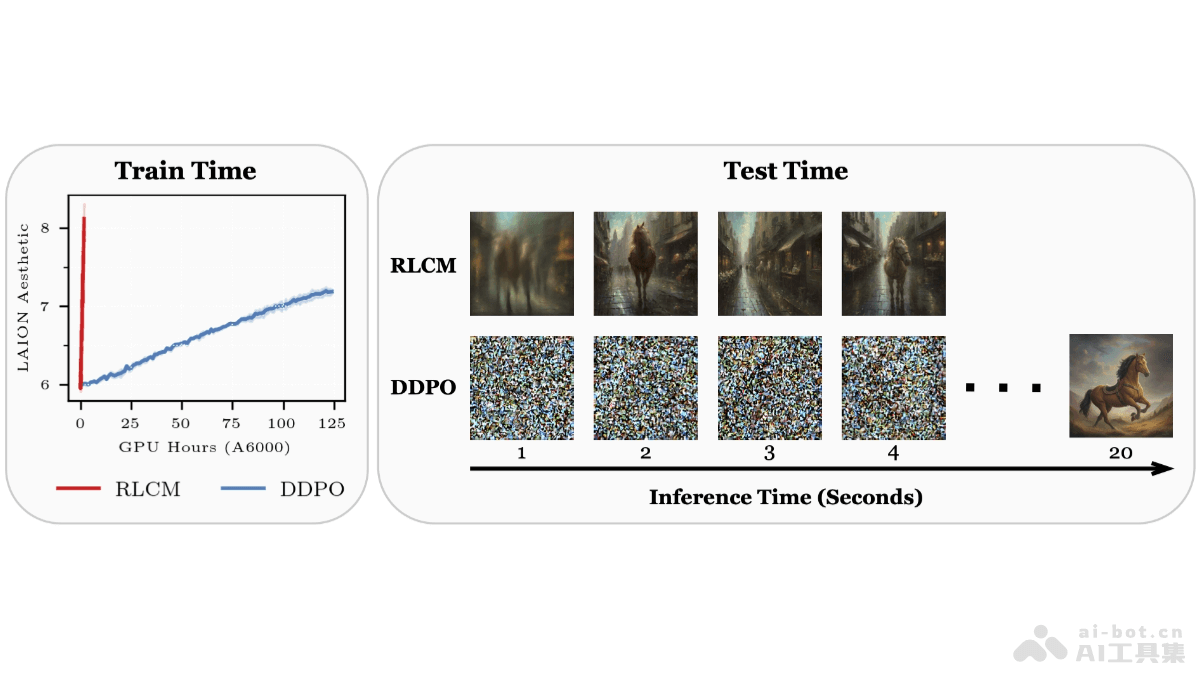 Train Time
LAION Aesthetic
8
7
6
0 25 50 75 100 125
GPU Hours (A6000)
RLCM DDPO
Test Time
RLCM
DDPO
1 2 3 4 20
Inference Time (Seconds)
ai-bot.cn
AI工具集